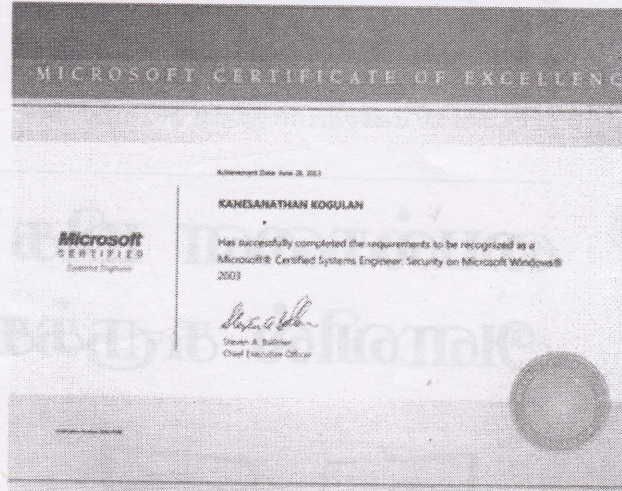 MICROSOFT CERTIFICATE OF EXCELLENC
Achievement Date: June 28, 2013
KANESANATHAN KOGULAN
Microsoft
CERTIFIED
Systems Engineer
Has successfully completed the requirements to be recognized as a
Microsoft® Certified Systems Engineer: Security on Microsoft Windows®
2003
Steven A. Ballmer
Chief Executive Officer